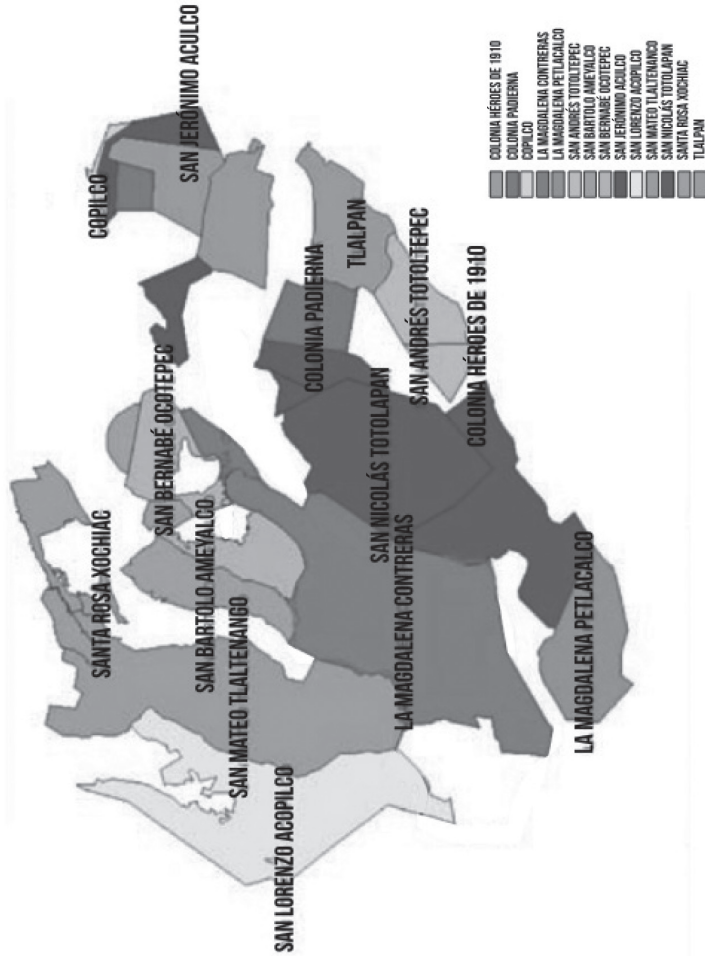 COPILCO
SAN JERÓNIMO ACULCO
SAN BERNABÉ OCOTEPEC
SANTA ROSA XOCHIAC
SAN BARTOLO AMEYALCO
SAN MATEO TLALTENANGO
SAN LORENZO ACOPILCO
COLONIA PADIERNA
TLALPAN
SAN ANDRÉS TOTOLTEPEC
COLONIA HÉROES DE 1910
SAN NICOLÁS TOTOLAPAN
LA MAGDALENA CONTRERAS
LA MAGDALENA PETLACALCO
COLONIA HÉROES DE 1910
COLONIA PADIERNA
COPILCO
LA MAGDALENA CONTRERAS
LA MAGDALENA PETLACALCO
SAN ANDRÉS TOTOLTEPEC
SAN BARTOLO AMEYALCO
SAN BERNABÉ OCOTEPEC
SAN JERÓNIMO ACULCO
SAN LORENZO ACOPILCO
SAN MATEO TLALTENANCO
SAN NICOLÁS TOTOLAPAN
SANTA ROSA XOCHIAC
TLALPAN